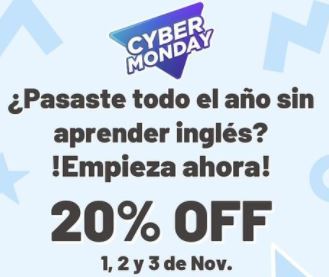 CYBER
MONDAY
¿Pasaste todo el año sin
aprender inglés?
!Empieza ahora!
20% OFF
1, 2 y 3 de Nov.